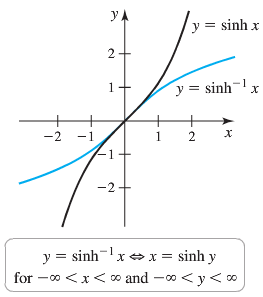 y
y = sinh x
2
1
y = sinh⁻¹ x
−2 −1 1 2 x
−1
−2
y = sinh⁻¹ x ⇔ x = sinh y
for −∞ < x < ∞ and −∞ < y < ∞